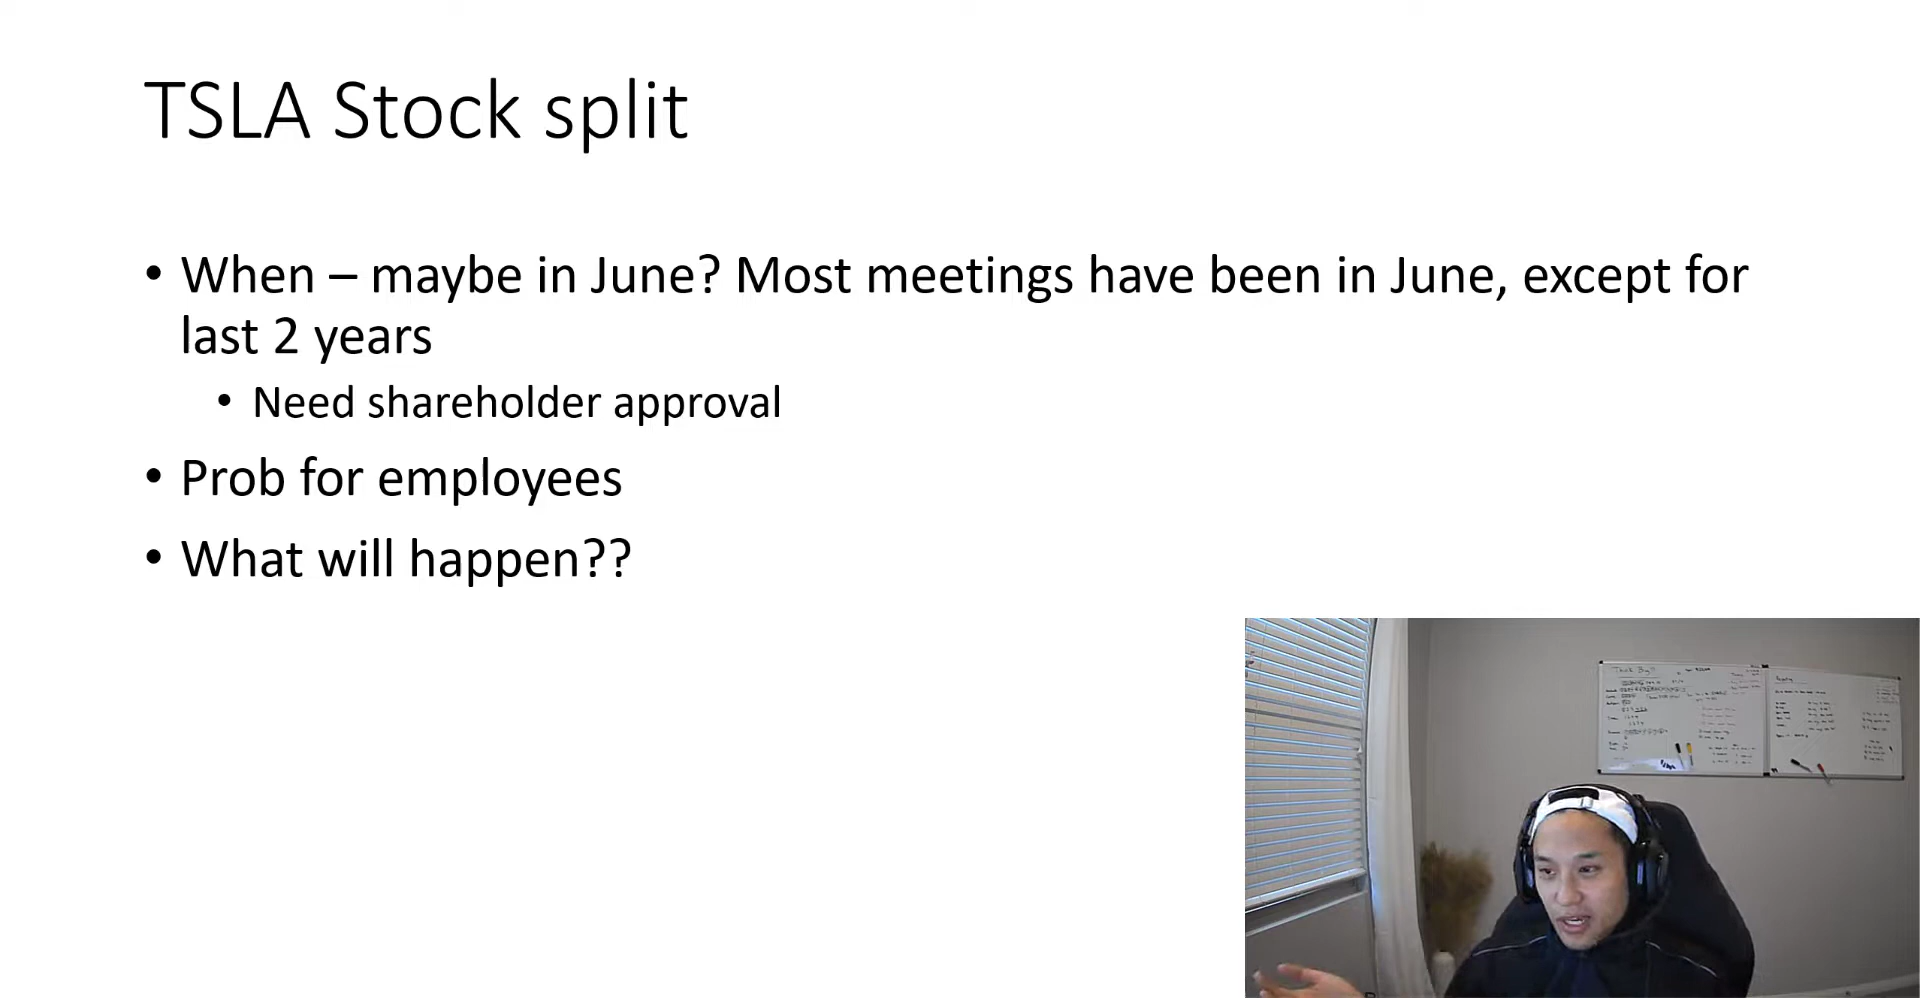 TSLA Stock split
• When – maybe in June? Most meetings have been in June, except for
last 2 years
• Need shareholder approval
• Prob for employees
• What will happen??